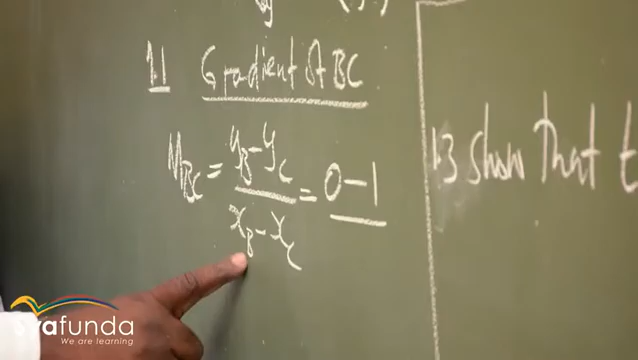 1.1 Gradient of BC
M_BC = (y_B - y_C) / (x_B - x_C) = 0 - 1
1.3 Show that
Syafunda
We are learning